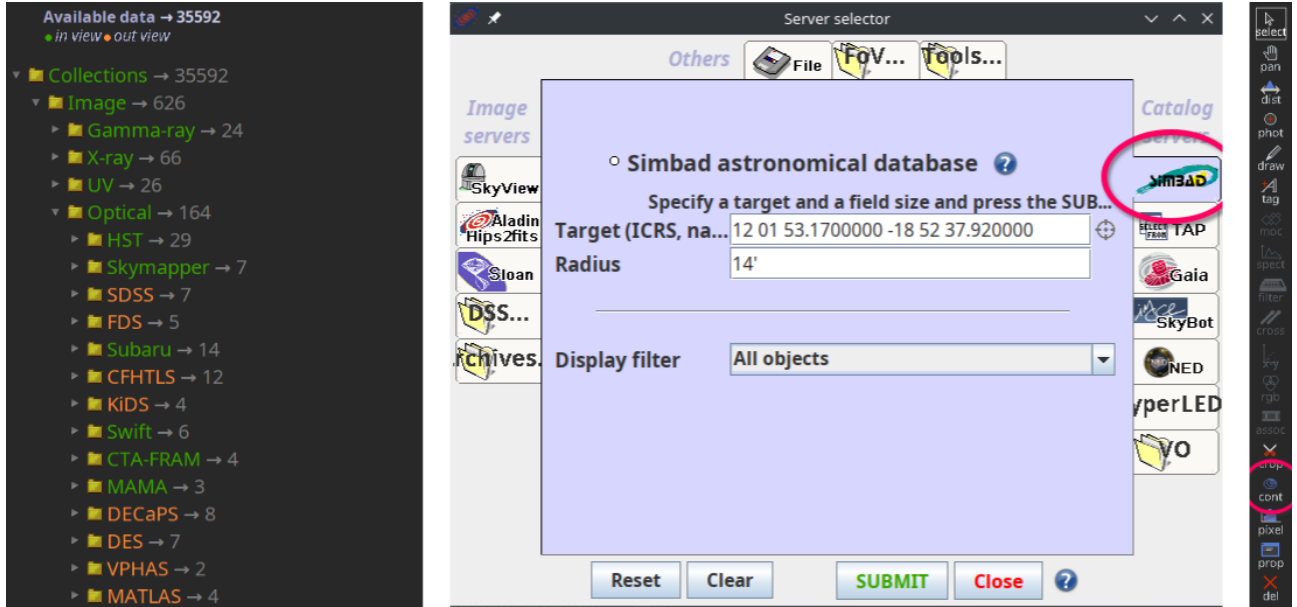 Available data → 35592
in view out view
Collections → 35592
Image → 626
Gamma-ray → 24
X-ray → 66
UV → 26
Optical → 164
HST → 29
Skymapper → 7
SDSS → 7
FDS → 5
Subaru → 14
CFHTLS → 12
KiDS → 4
Swift → 6
CTA-FRAM → 4
MAMA → 3
DECaPS → 8
DES → 7
VPHAS → 2
MATLAS → 4
Server selector
Others
File
FoV...
Tools...
Image
servers
SkyView
Aladin
Hips2fits
Sloan
DSS...
rchives.
Simbad astronomical database ?
Specify a target and a field size and press the SUB...
Target (ICRS, na... 12 01 53.1700000 -18 52 37.920000
Radius 14'
Display filter All objects
Catalog
servers
SIMBAD
SELECT
FROM TAP
Gaia
SkyBot
NED
yperLED
VO
Reset Clear SUBMIT Close ?
select
pan
dist
phot
draw
tag
moc
spect
filter
cross
x-y
rgb
assoc
crop
cont
pixel
prop
del